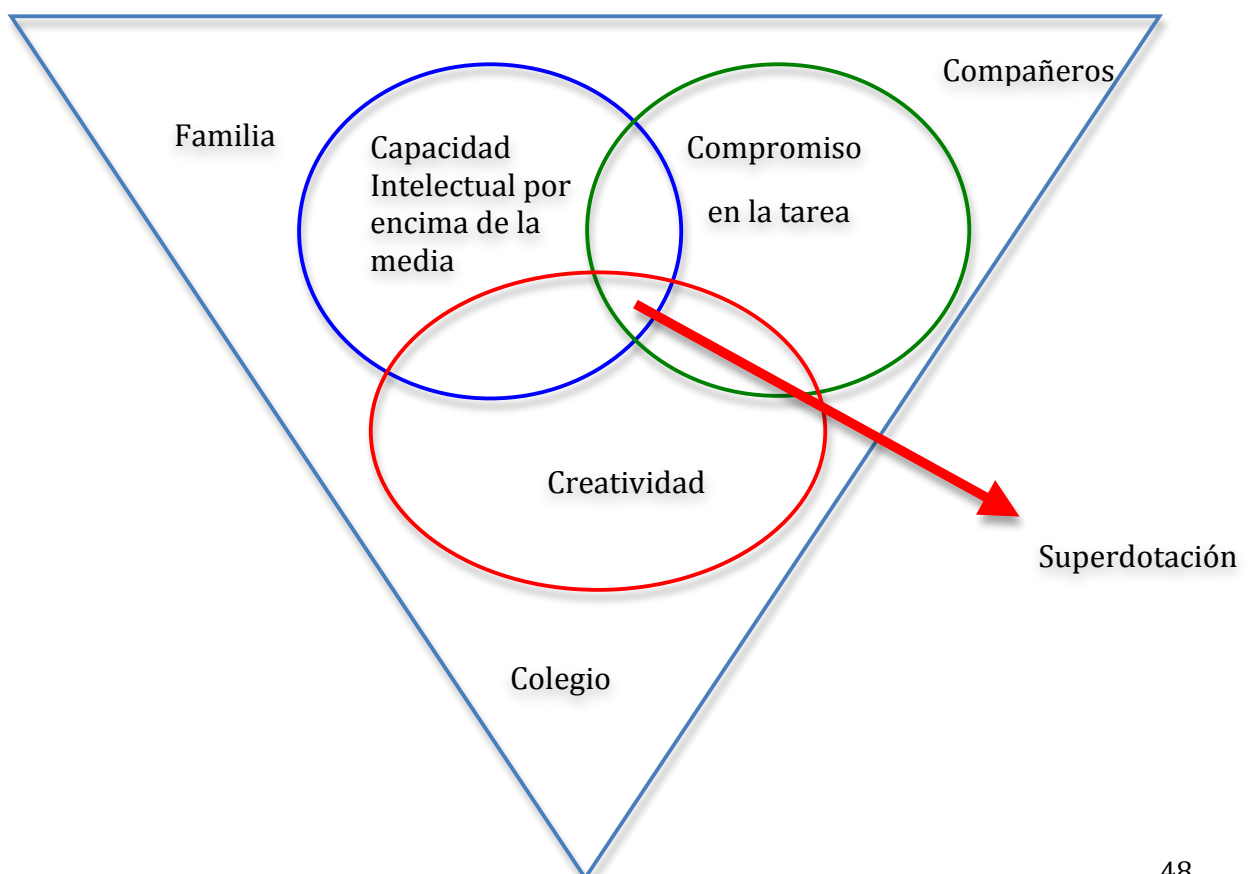 Compañeros
Familia
Capacidad
Intelectual por
encima de la
media
Compromiso
en la tarea
Creatividad
Superdotación
Colegio
48